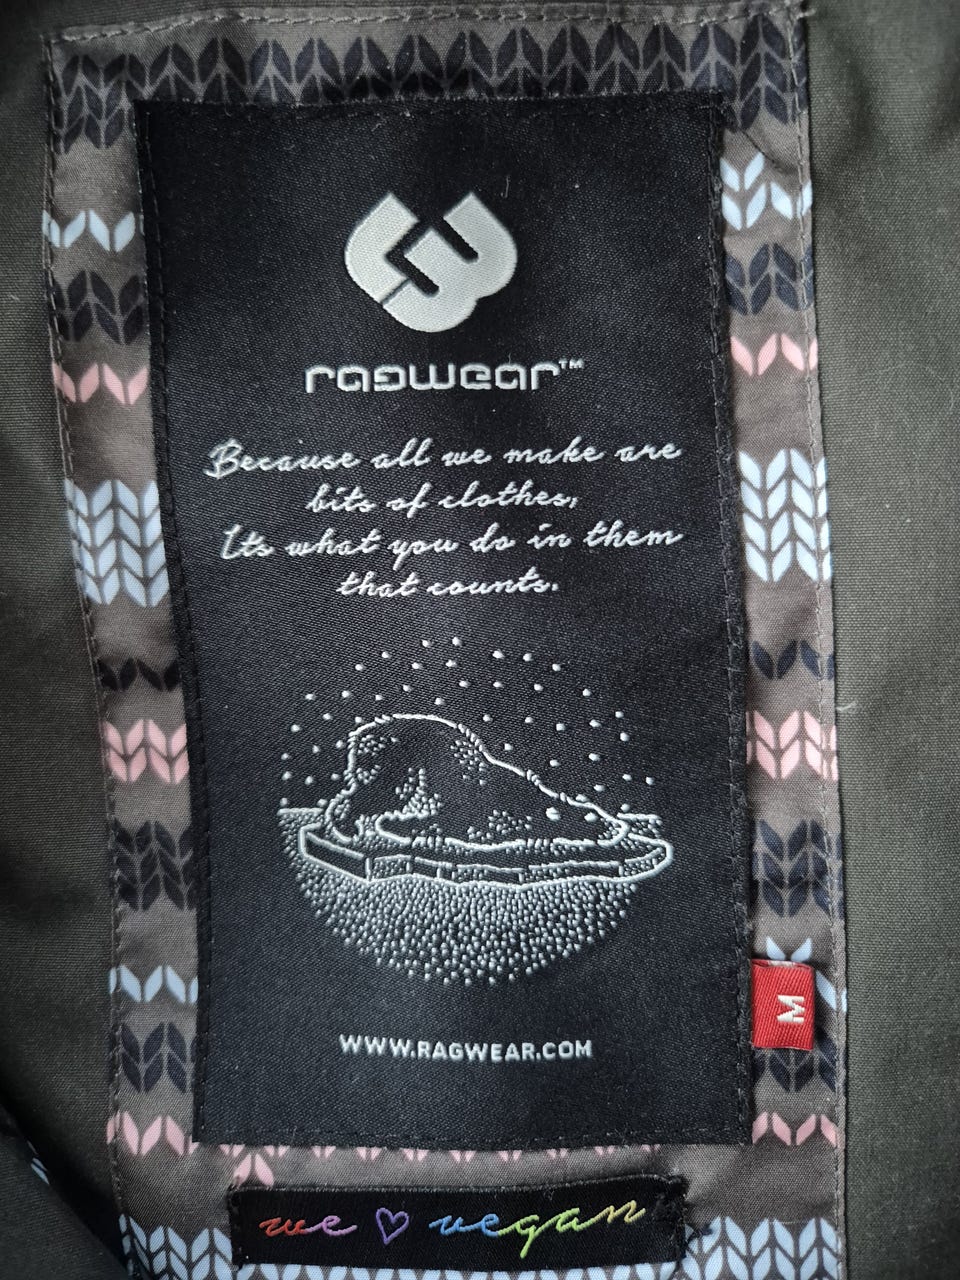 ragwear™
Because all we make are
bits of clothes,
Its what you do in them
that counts.
WWW.RAGWEAR.COM
M
we ♡ vegan